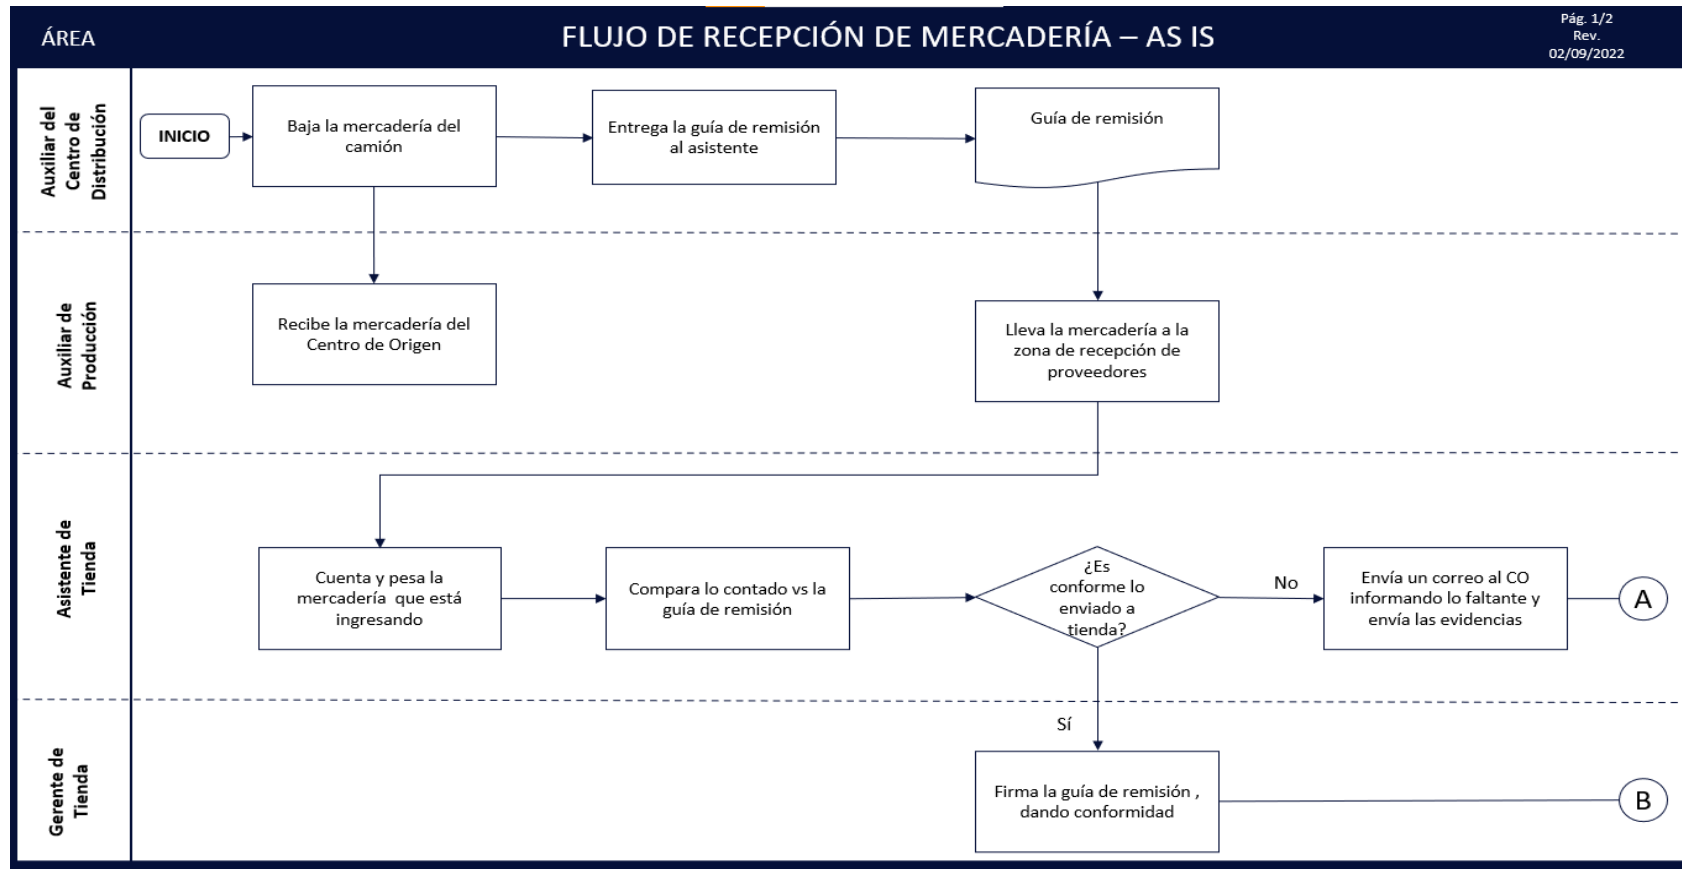 ÁREA
FLUJO DE RECEPCIÓN DE MERCADERÍA – AS IS
Pág. 1/2
Rev.
02/09/2022
Auxiliar del
Centro de
Distribución
INICIO
Baja la mercadería del
camión
Entrega la guía de remisión
al asistente
Guía de remisión
Auxiliar de
Producción
Recibe la mercadería del
Centro de Origen
Lleva la mercadería a la
zona de recepción de
proveedores
Asistente de
Tienda
Cuenta y pesa la
mercadería que está
ingresando
Compara lo contado vs la
guía de remisión
¿Es
conforme lo
enviado a
tienda?
No
Envía un correo al CO
informando lo faltante y
envía las evidencias
A
Gerente de
Tienda
Sí
Firma la guía de remisión ,
dando conformidad
B